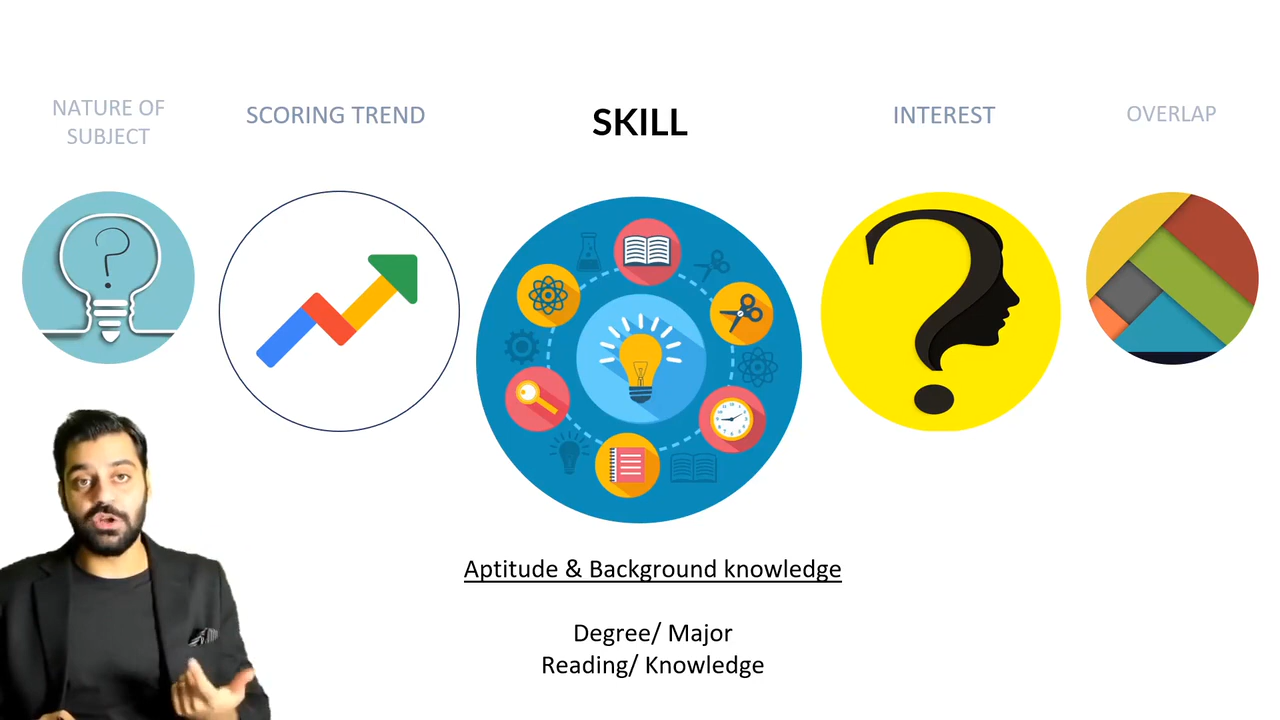 NATURE OF
SUBJECT
SCORING TREND
SKILL
INTEREST
OVERLAP
Aptitude & Background knowledge
Degree/ Major
Reading/ Knowledge